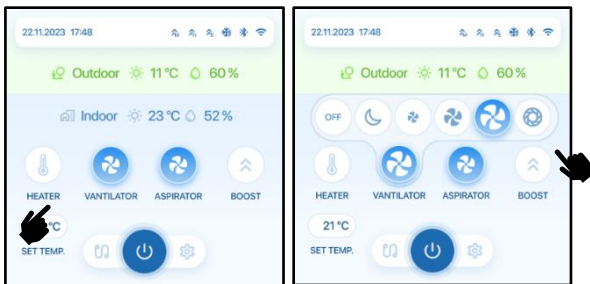 22.11.2023 17:48
Outdoor 11 °C 60 %
Indoor 23 °C 52 %
HEATER VANTILATOR ASPIRATOR BOOST
°C
SET TEMP.
22.11.2023 17:48
Outdoor 11 °C 60 %
OFF
HEATER VANTILATOR ASPIRATOR BOOST
21 °C
SET TEMP.